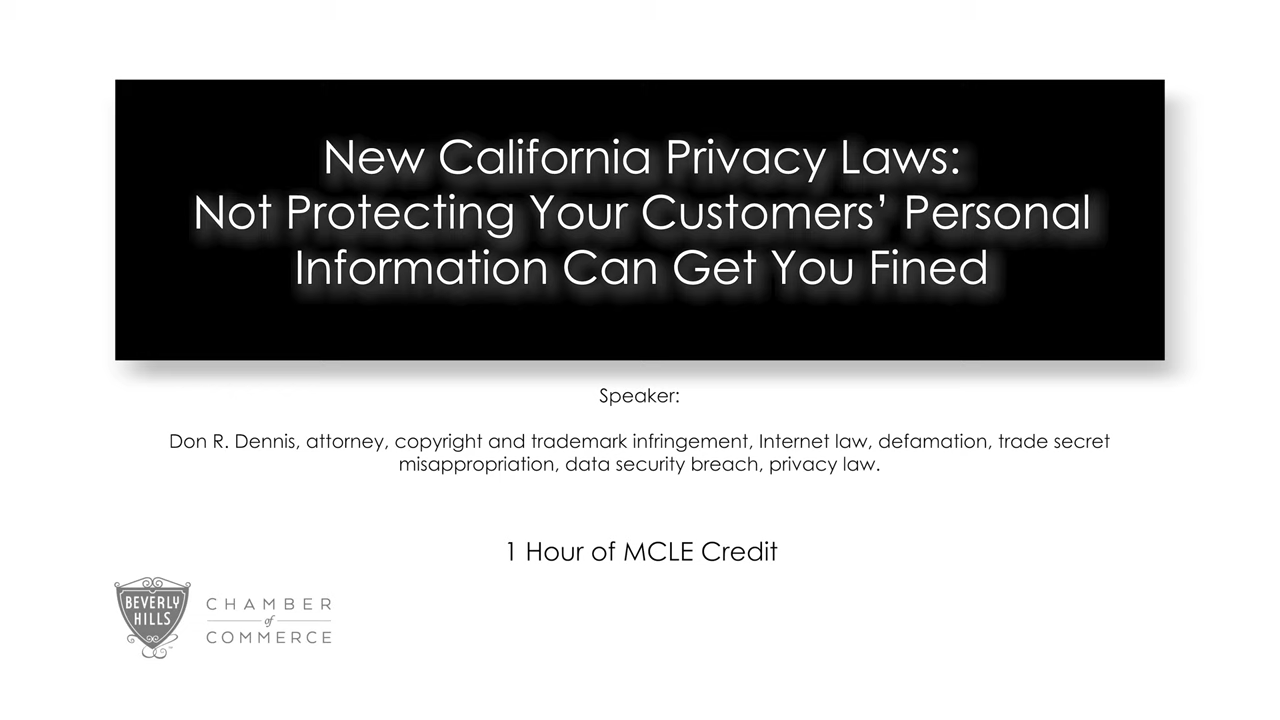 New California Privacy Laws:
Not Protecting Your Customers’ Personal
Information Can Get You Fined
Speaker:
Don R. Dennis, attorney, copyright and trademark infringement, Internet law, defamation, trade secret
misappropriation, data security breach, privacy law.
1 Hour of MCLE Credit
BEVERLY
HILLS
™
CHAMBER
of
COMMERCE